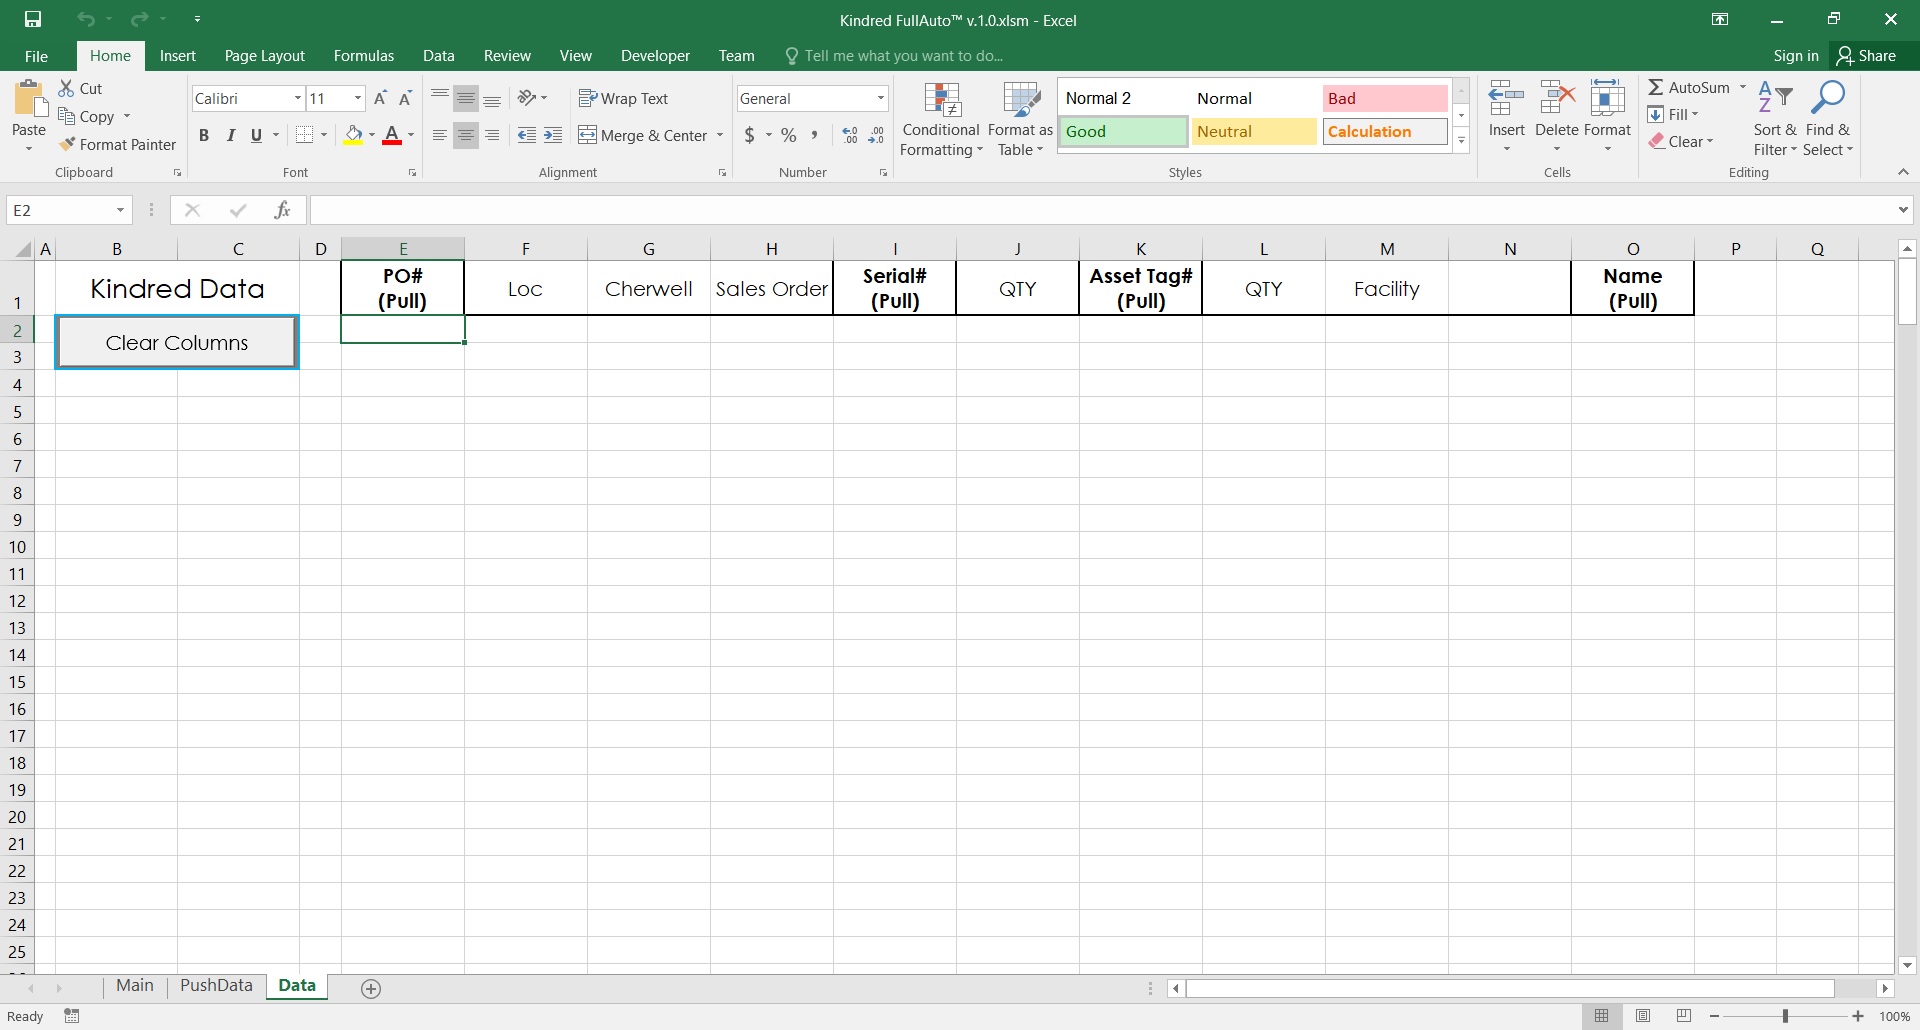 Kindred FullAuto™ v.1.0.xlsm - Excel
File Home Insert Page Layout Formulas Data Review View Developer Team Tell me what you want to do... Sign in Share
Paste
Cut
Copy
Format Painter
Clipboard
Calibri 11
B I U A
Font
Wrap Text
Merge & Center
Alignment
General
$ % ,
Number
Conditional Formatting
Format as Table
Normal 2 Normal Bad
Good Neutral Calculation
Styles
Insert Delete Format
Cells
AutoSum
Fill
Clear
Sort & Filter
Find & Select
Editing
E2 fx
A B C D E F G H I J K L M N O P Q
1 Kindred Data PO# (Pull) Loc Cherwell Sales Order Serial# (Pull) QTY Asset Tag# (Pull) QTY Facility Name (Pull)
2
Clear Columns
3
4
5
6
7
8
9
10
11
12
13
14
15
16
17
18
19
20
21
22
23
24
25
Main PushData Data
Ready 100%